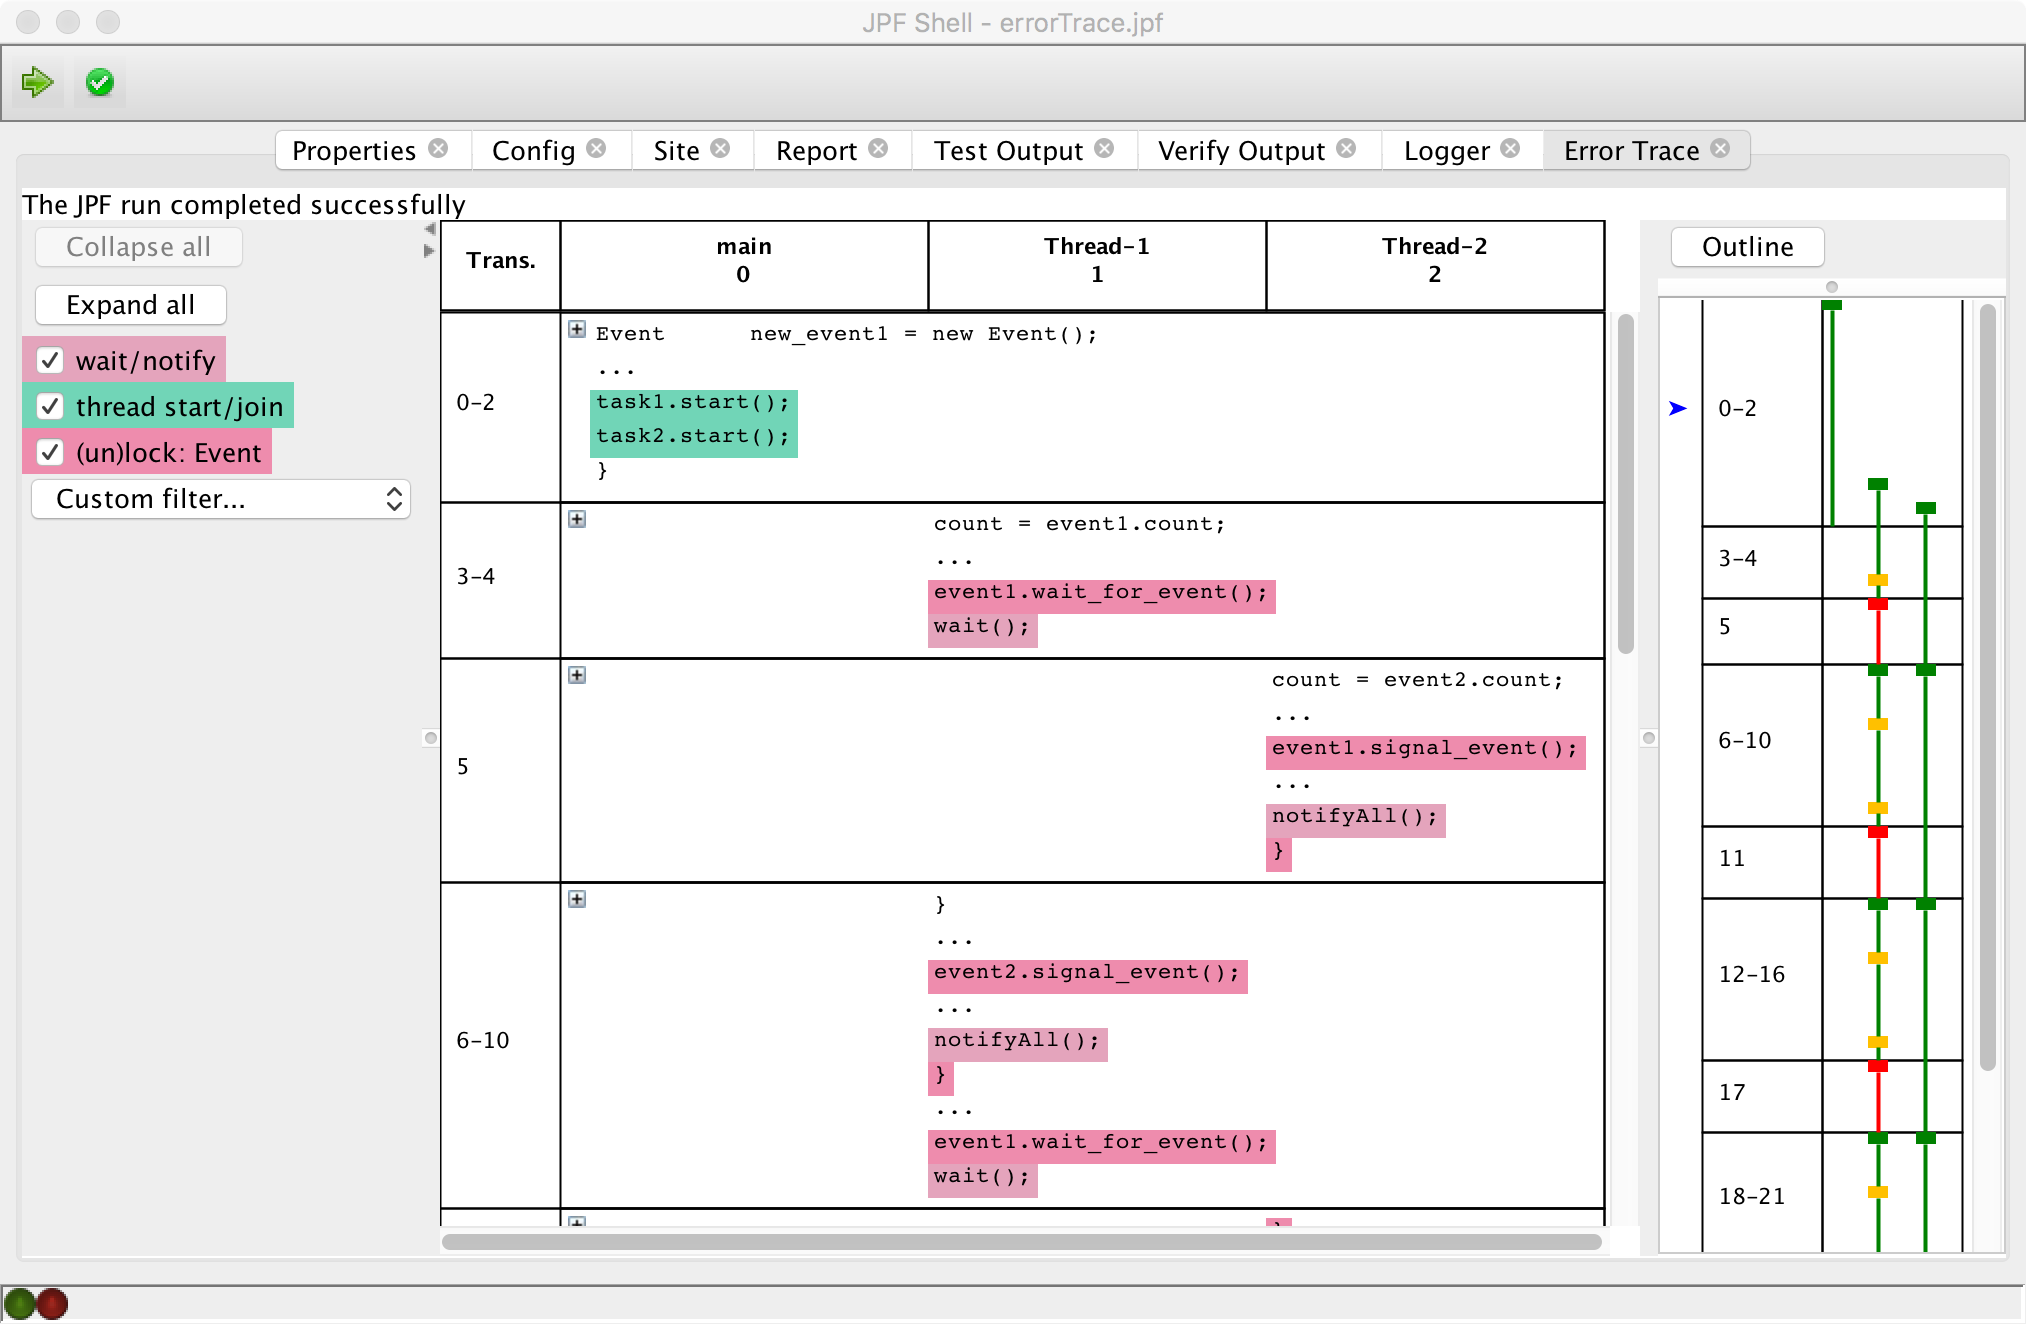 JPF Shell - errorTrace.jpf
Properties Config Site Report Test Output Verify Output Logger Error Trace
The JPF run completed successfully
Collapse all
Expand all
wait/notify
thread start/join
(un)lock: Event
Custom filter...
Trans. main Thread-1 Thread-2
0 1 2
0-2
Event new_event1 = new Event();
...
task1.start();
task2.start();
}
3-4
count = event1.count;
...
event1.wait_for_event();
wait();
5
count = event2.count;
...
event1.signal_event();
...
notifyAll();
}
6-10
}
...
event2.signal_event();
...
notifyAll();
}
...
event1.wait_for_event();
wait();
}
Outline
0-2
3-4
5
6-10
11
12-16
17
18-21